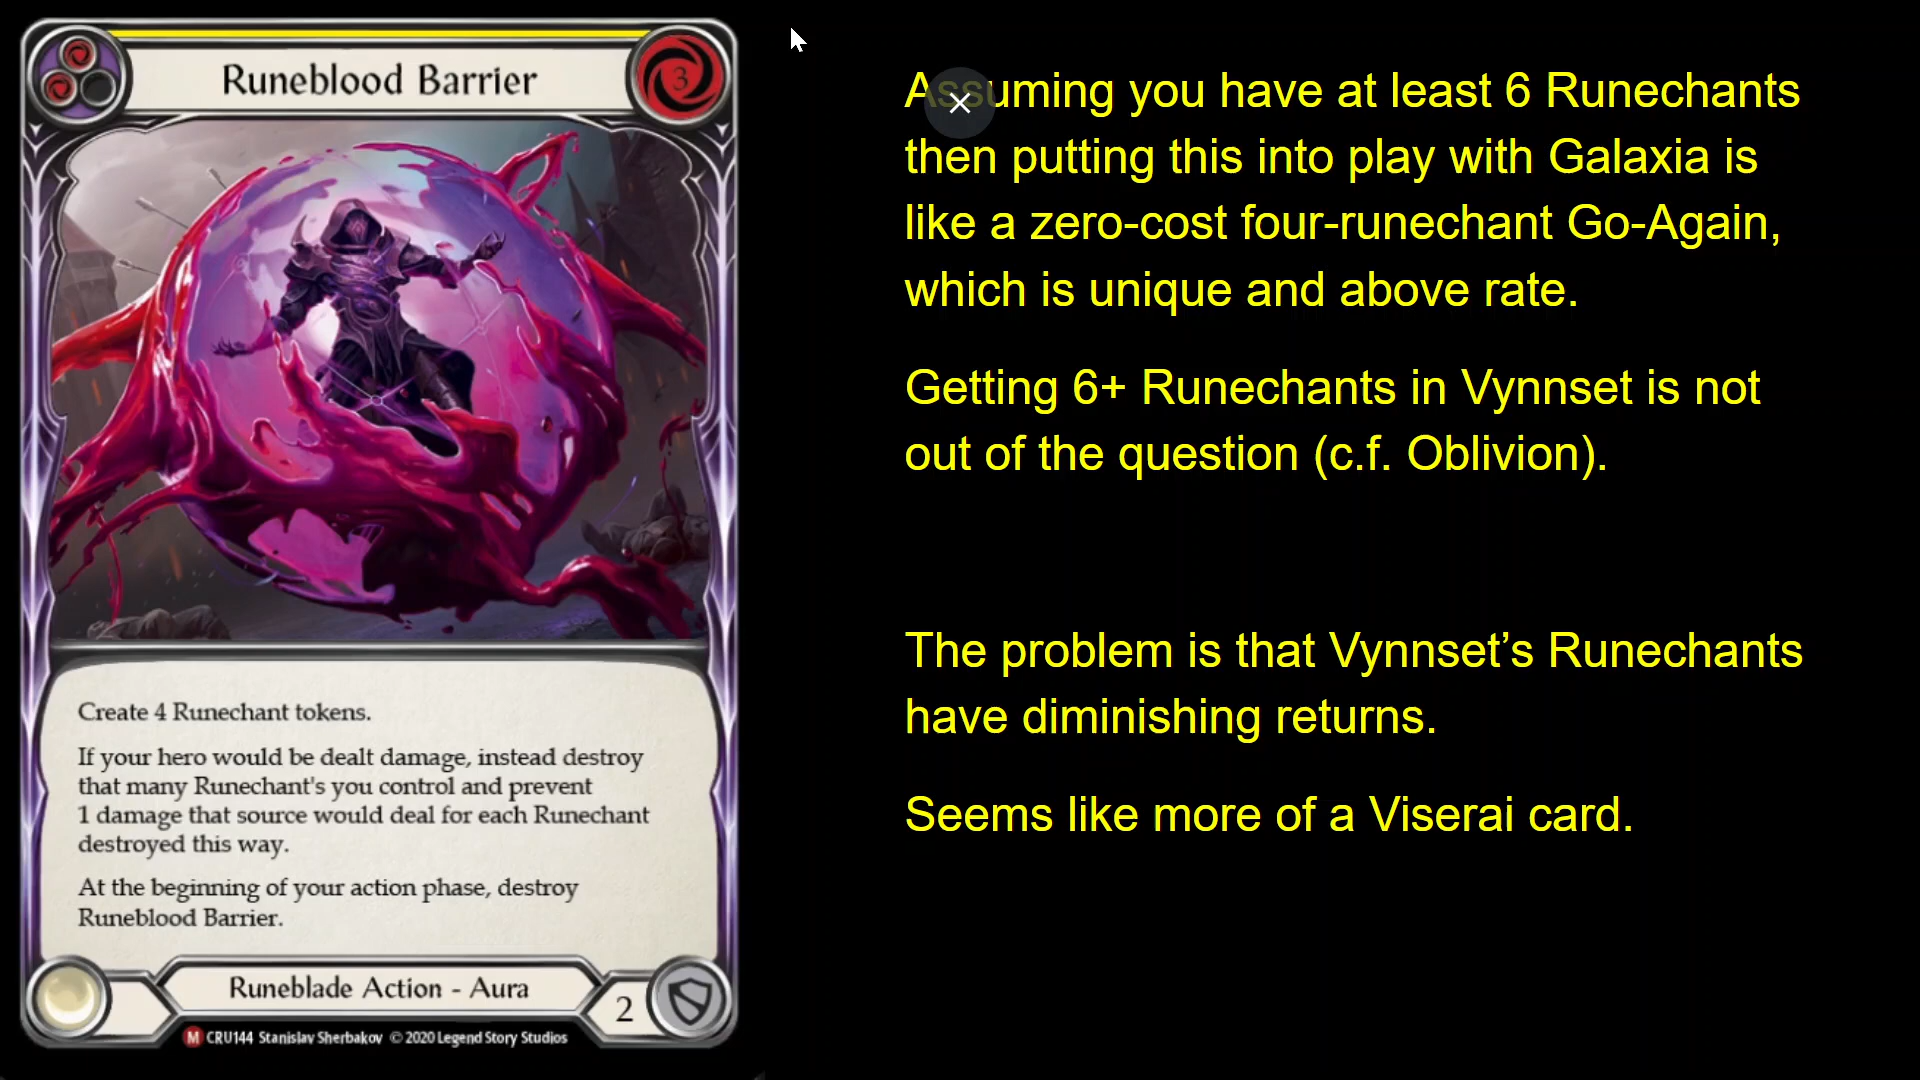 Runeblood Barrier
3
Create 4 Runechant tokens.
If your hero would be dealt damage, instead destroy
that many Runechant's you control and prevent
1 damage that source would deal for each Runechant
destroyed this way.
At the beginning of your action phase, destroy
Runeblood Barrier.
Runeblade Action - Aura
2
M CRU144 Stanislav Sherbakov © 2020 Legend Story Studios
Assuming you have at least 6 Runechants
then putting this into play with Galaxia is
like a zero-cost four-runechant Go-Again,
which is unique and above rate.
Getting 6+ Runechants in Vynnset is not
out of the question (c.f. Oblivion).
The problem is that Vynnset’s Runechants
have diminishing returns.
Seems like more of a Viserai card.